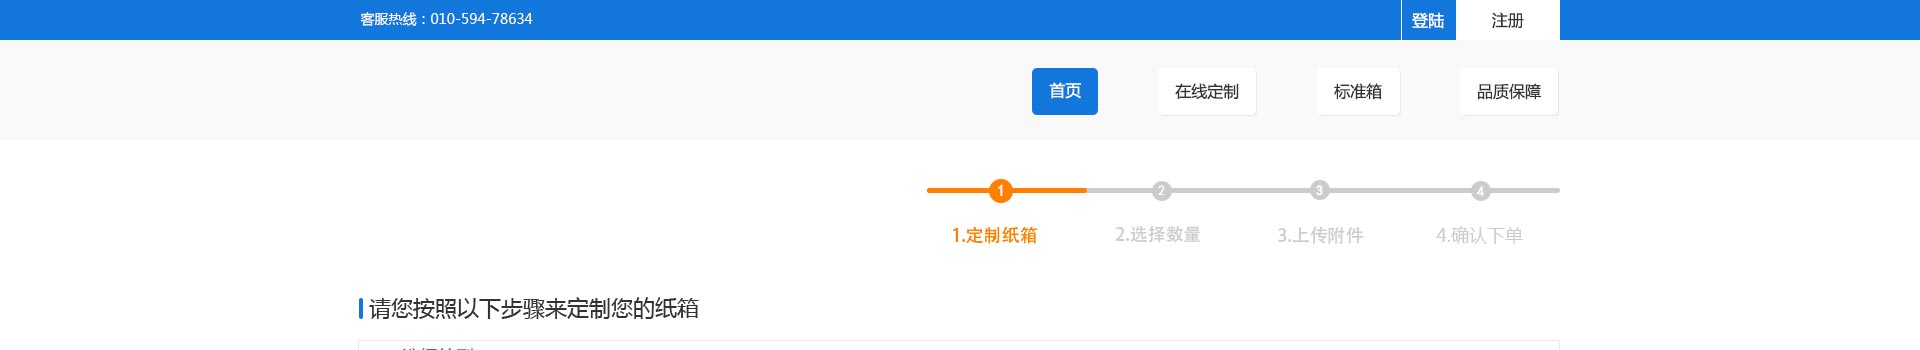 客服热线：010-594-78634
登陆 注册
首页 在线定制 标准箱 品质保障
1 2 3 4
1.定制纸箱 2.选择数量 3.上传附件 4.确认下单
请您按照以下步骤来定制您的纸箱